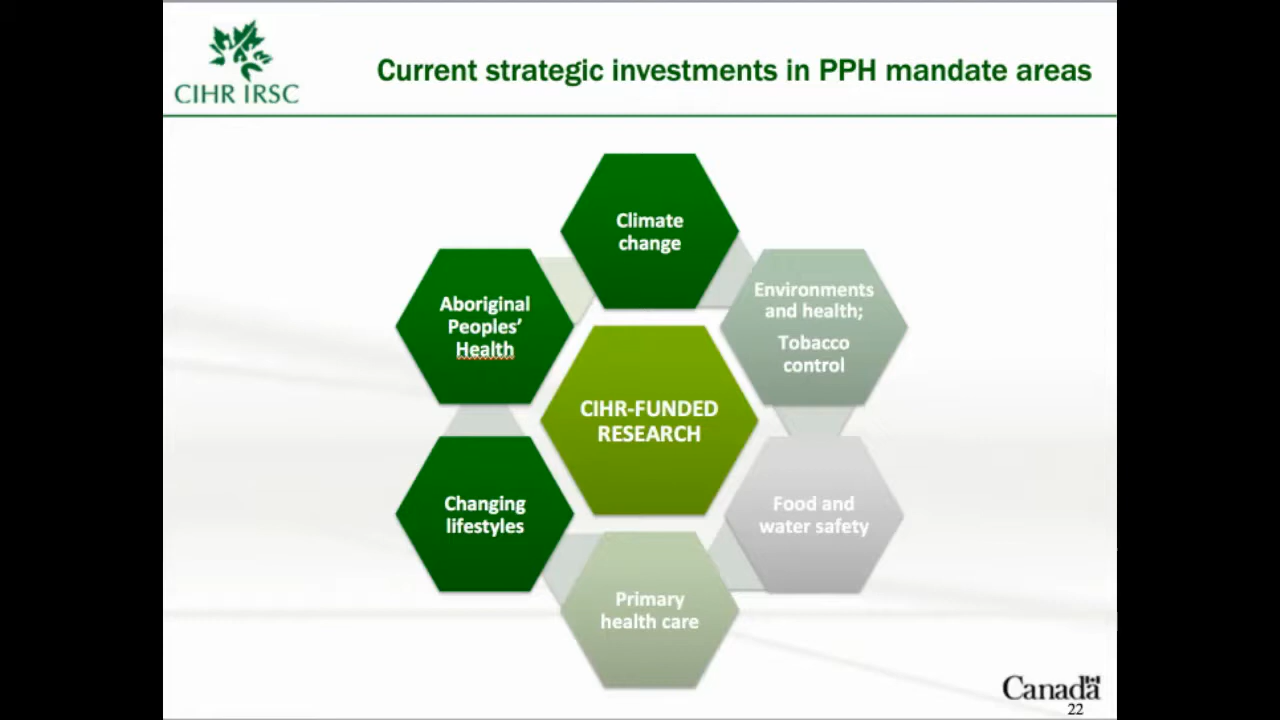 CIHR IRSC
Current strategic investments in PPH mandate areas
Climate
change
Environments
and health;
Tobacco
control
Aboriginal
Peoples’
Health
CIHR-FUNDED
RESEARCH
Changing
lifestyles
Food and
water safety
Primary
health care
Canada
22